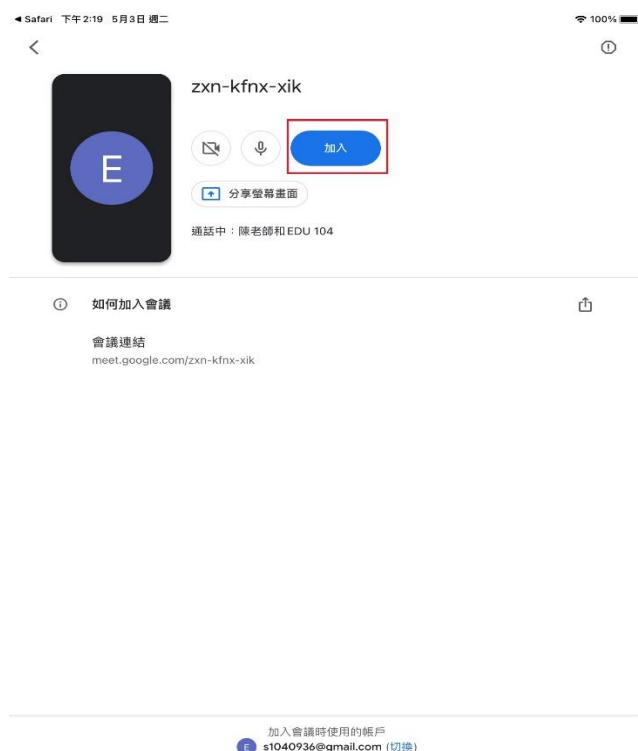 Safari 下午2:19 5月3日 週二 100%
zxn-kfnx-xik
E
加入
分享螢幕畫面
通話中：陳老師和EDU 104
如何加入會議
會議連結
meet.google.com/zxn-kfnx-xik
加入會議時使用的帳戶
E s1040936@gmail.com (切換)